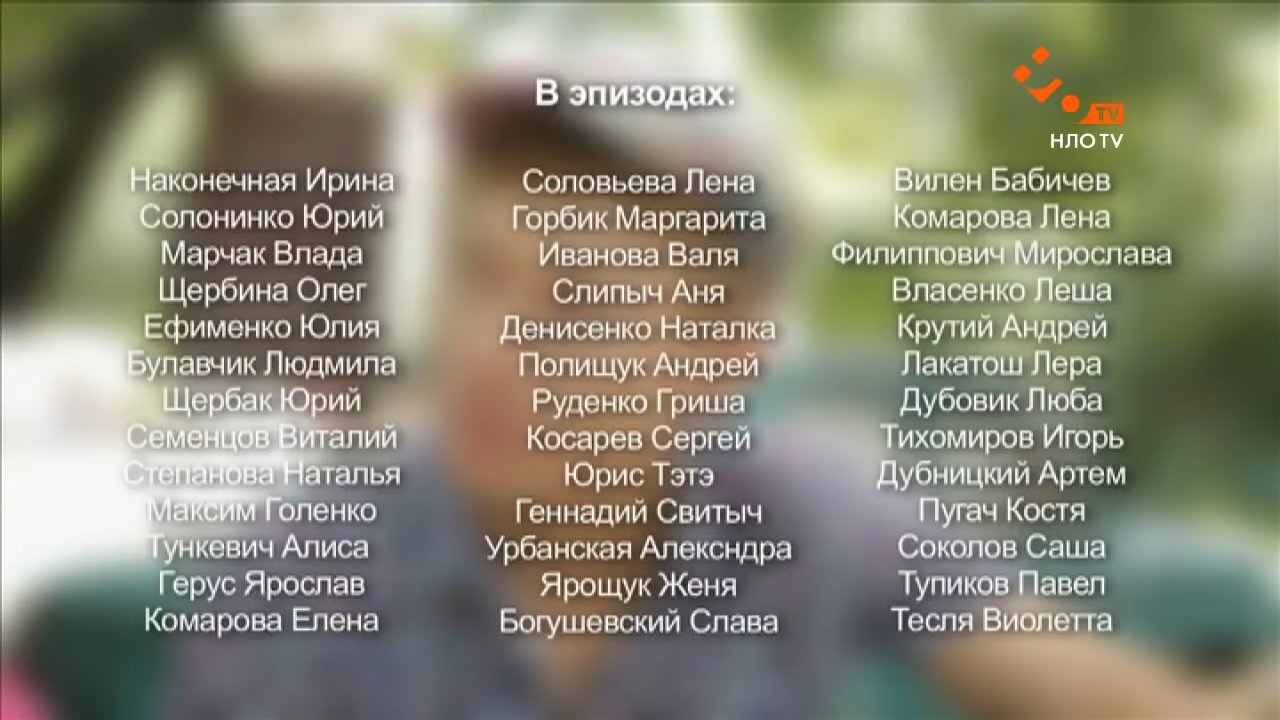 В эпизодах:
TV
НЛО TV
Наконечная Ирина
Солонинко Юрий
Марчак Влада
Щербина Олег
Ефименко Юлия
Булавчик Людмила
Щербак Юрий
Семенцов Виталий
Степанова Наталья
Максим Голенко
Тункевич Алиса
Герус Ярослав
Комарова Елена
Соловьева Лена
Горбик Маргарита
Иванова Валя
Слипыч Аня
Денисенко Наталка
Полищук Андрей
Руденко Гриша
Косарев Сергей
Юрис Тэтэ
Геннадий Свитыч
Урбанская Алексндра
Ярощук Женя
Богушевский Слава
Вилен Бабичев
Комарова Лена
Филиппович Мирослава
Власенко Леша
Крутий Андрей
Лакатош Лера
Дубовик Люба
Тихомиров Игорь
Дубницкий Артем
Пугач Костя
Соколов Саша
Тупиков Павел
Тесля Виолетта